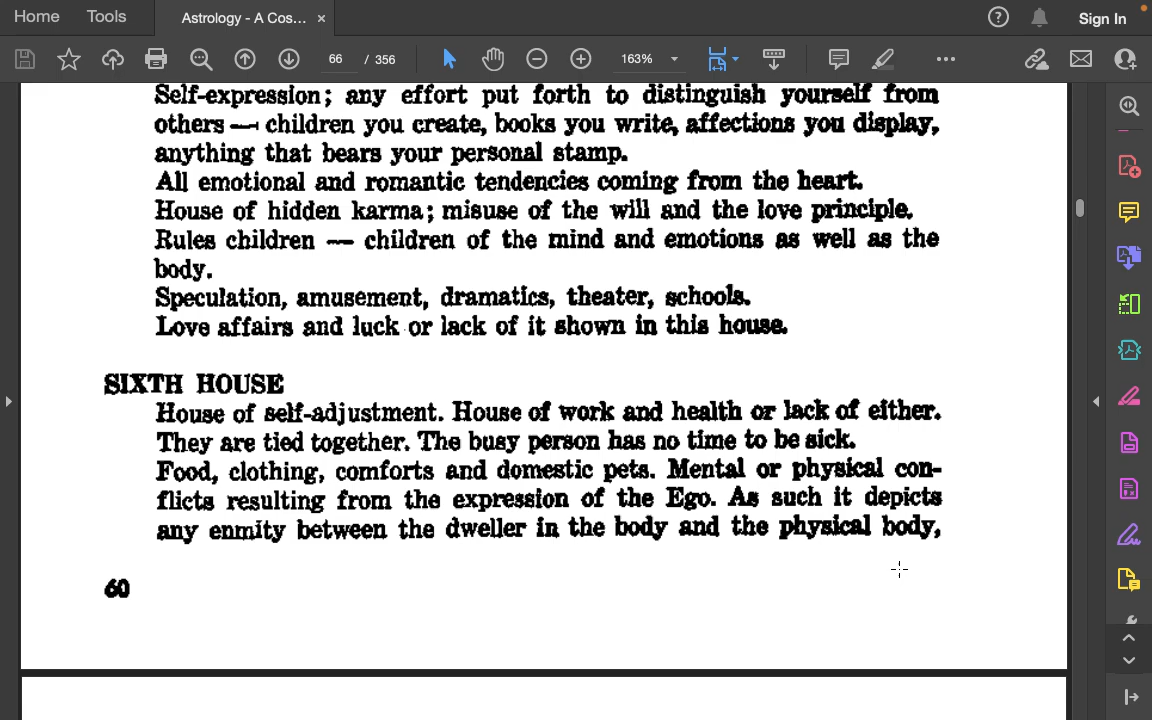 Home Tools Astrology - A Cos... × Sign In
66 / 356 163%
Self-expression; any effort put forth to distinguish yourself from
others — children you create, books you write, affections you display,
anything that bears your personal stamp.
All emotional and romantic tendencies coming from the heart.
House of hidden karma; misuse of the will and the love principle.
Rules children — children of the mind and emotions as well as the
body.
Speculation, amusement, dramatics, theater, schools.
Love affairs and luck or lack of it shown in this house.
SIXTH HOUSE
House of self-adjustment. House of work and health or lack of either.
They are tied together. The busy person has no time to be sick.
Food, clothing, comforts and domestic pets. Mental or physical con-
flicts resulting from the expression of the Ego. As such it depicts
any enmity between the dweller in the body and the physical body,
60